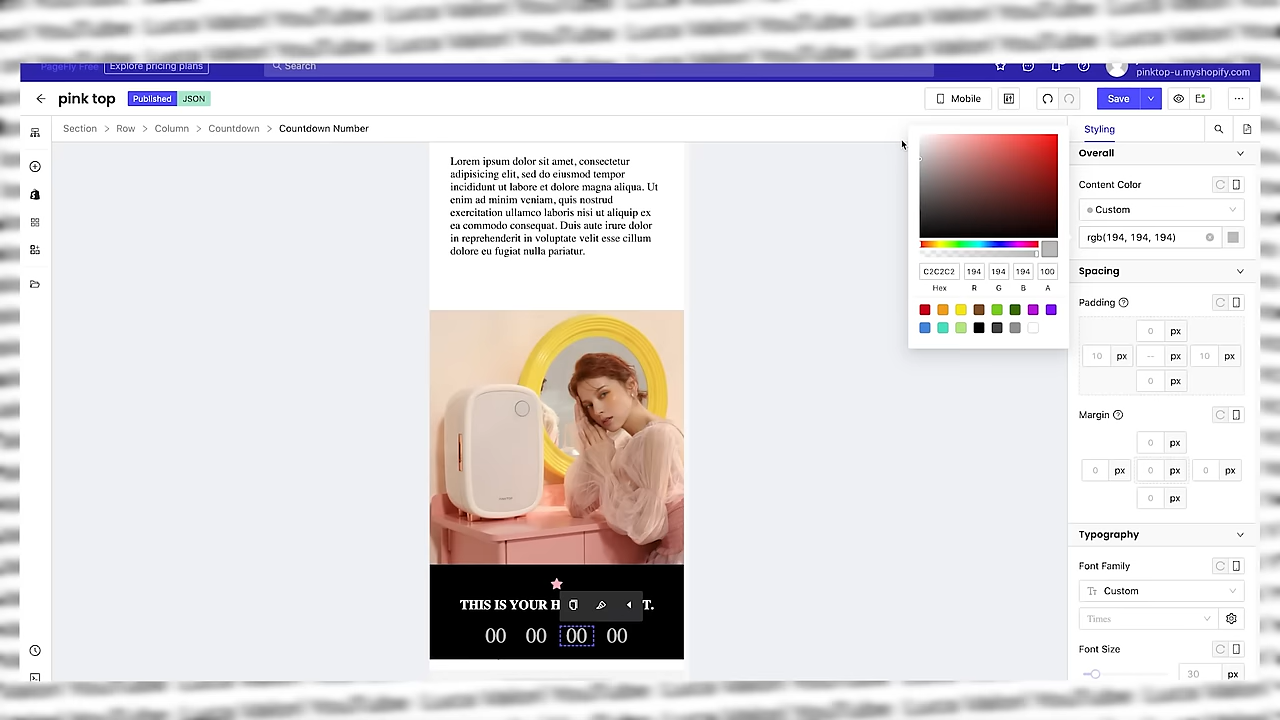 PageFly Free
Explore pricing plans
Search
pinktop-u.myshopify.com
pink top
Published
JSON
Mobile
Save
Section > Row > Column > Countdown > Countdown Number
Styling
Overall
Content Color
Custom
rgb(194, 194, 194)
C2C2C2 194 194 194 100
Hex R G B A
Spacing
Padding
0 px
10 px -- px 10 px
0 px
Margin
0 px
0 px 0 px 0 px
0 px
Typography
Font Family
Custom
Times
Font Size
30 px
Lorem ipsum dolor sit amet, consectetur
adipisicing elit, sed do eiusmod tempor
incididunt ut labore et dolore magna aliqua. Ut
enim ad minim veniam, quis nostrud
exercitation ullamco laboris nisi ut aliquip ex
ea commodo consequat. Duis aute irure dolor
in reprehenderit in voluptate velit esse cillum
dolore eu fugiat nulla pariatur.
THIS IS YOUR H T.
00 00 00 00